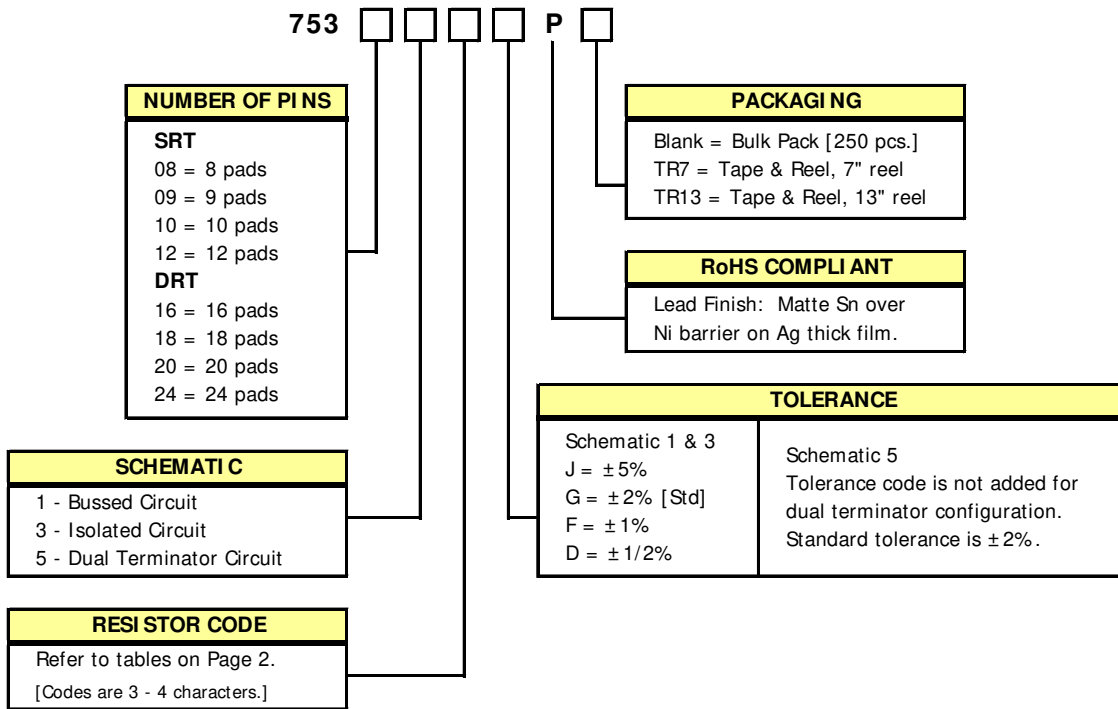 753 P
NUMBER OF PINS
SRT
08 = 8 pads
09 = 9 pads
10 = 10 pads
12 = 12 pads
DRT
16 = 16 pads
18 = 18 pads
20 = 20 pads
24 = 24 pads
PACKAGING
Blank = Bulk Pack [250 pcs.]
TR7 = Tape & Reel, 7" reel
TR13 = Tape & Reel, 13" reel
RoHS COMPLIANT
Lead Finish: Matte Sn over
Ni barrier on Ag thick film.
TOLERANCE
Schematic 1 & 3
J = ±5%
G = ±2% [Std]
F = ±1%
D = ±1/2%
Schematic 5
Tolerance code is not added for
dual terminator configuration.
Standard tolerance is ±2%.
SCHEMATIC
1 - Bussed Circuit
3 - Isolated Circuit
5 - Dual Terminator Circuit
RESISTOR CODE
Refer to tables on Page 2.
[Codes are 3 - 4 characters.]